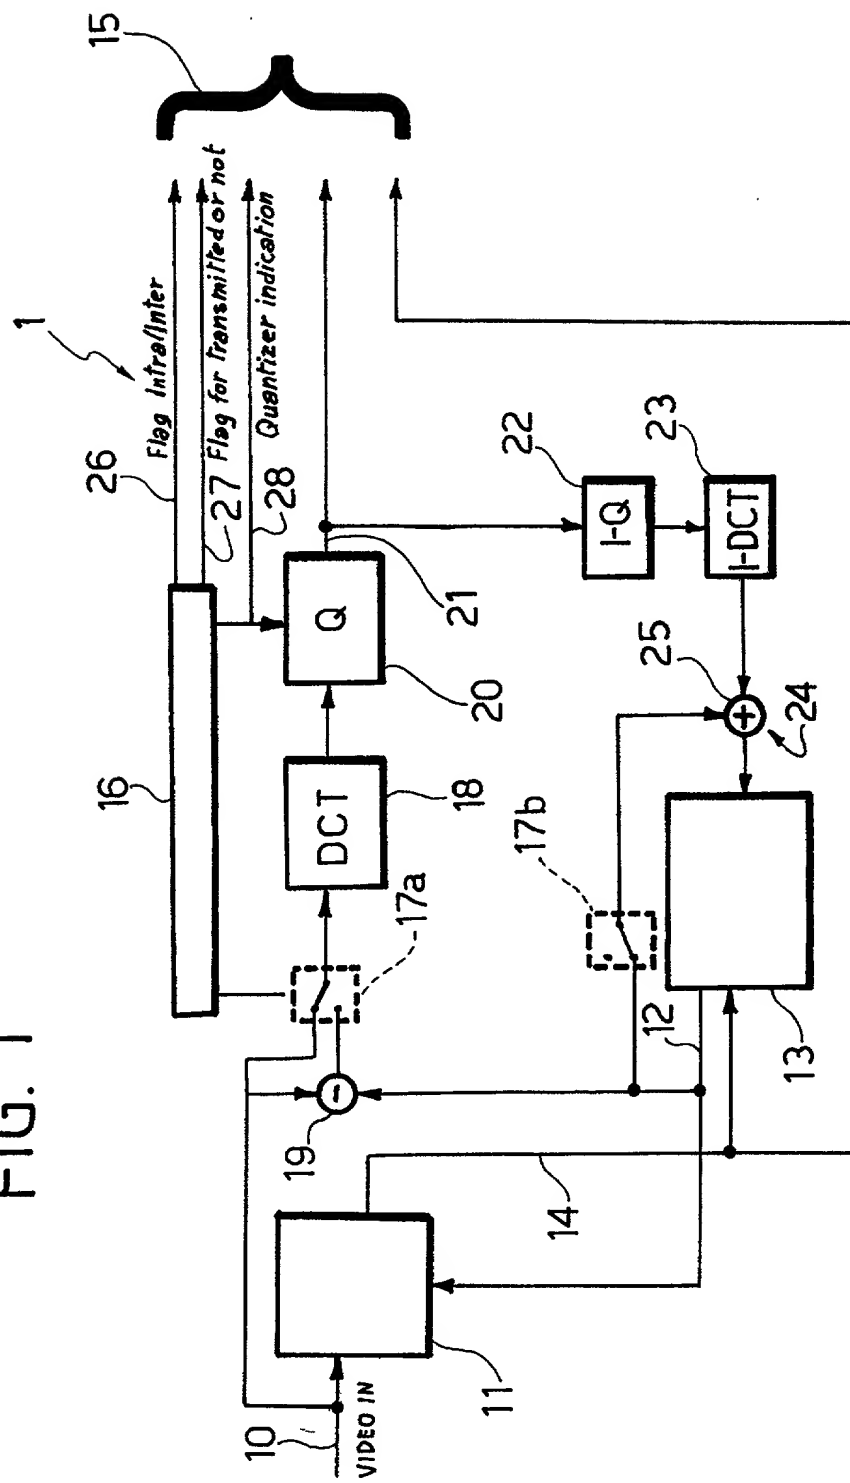 FIG. 1
1
15
26
Flag Intra/Inter
27
Flag for transmitted or not
28
Quantizer indication
16
Q
20
21
DCT
18
17a
22
I-Q
23
I-DCT
25
24
17b
12
13
19
14
11
10
VIDEO IN